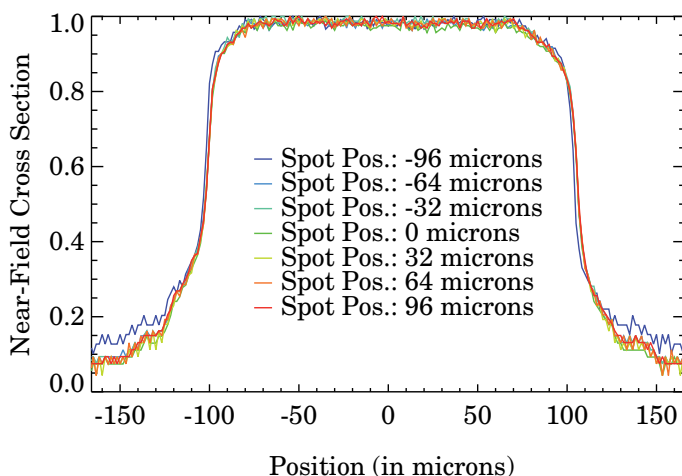 1.0
0.8
0.6
0.4
0.2
0.0
Near-Field Cross Section
Spot Pos.: -96 microns
Spot Pos.: -64 microns
Spot Pos.: -32 microns
Spot Pos.: 0 microns
Spot Pos.: 32 microns
Spot Pos.: 64 microns
Spot Pos.: 96 microns
-150 -100 -50 0 50 100 150
Position (in microns)